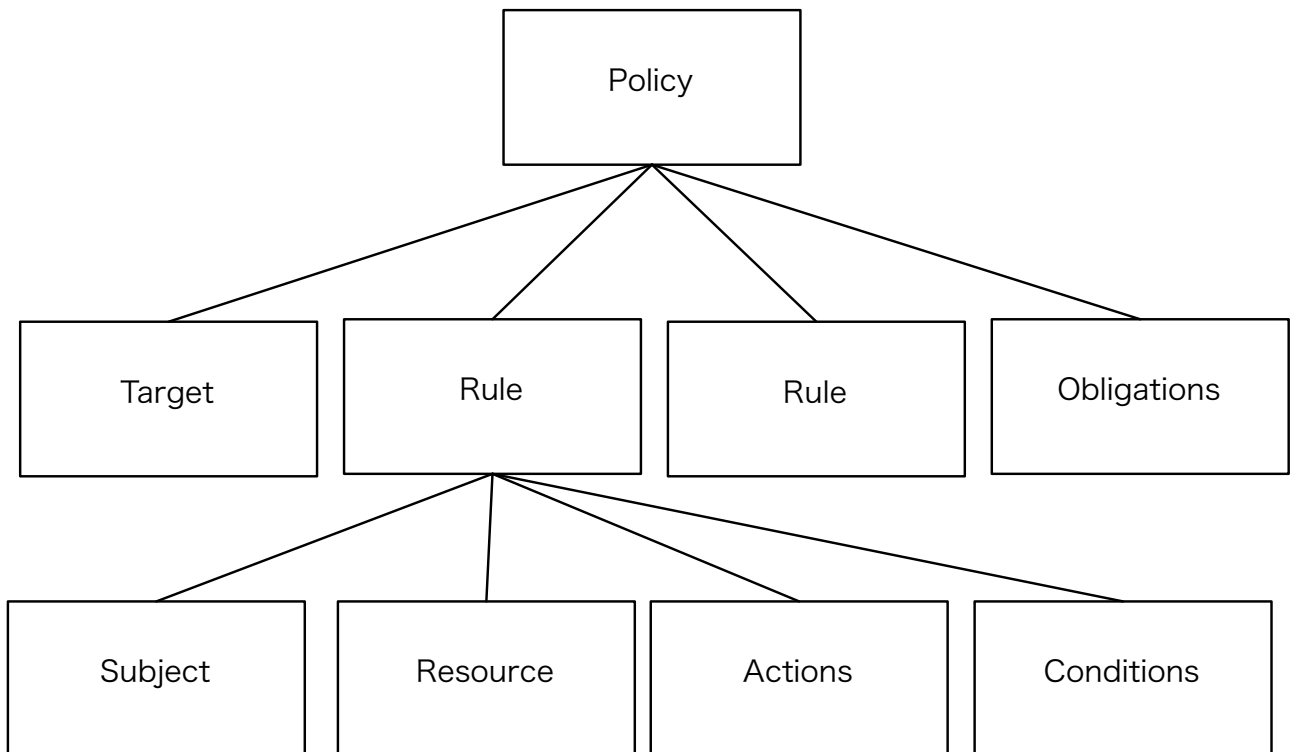 Policy
Target
Rule
Rule
Obligations
Subject
Resource
Actions
Conditions